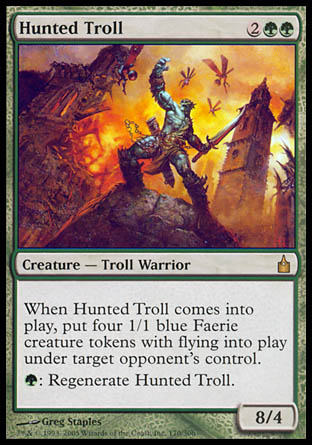 Hunted Troll 2
Creature — Troll Warrior
When Hunted Troll comes into
play, put four 1/1 blue Faerie
creature tokens with flying into play
under target opponent's control.
: Regenerate Hunted Troll.
Greg Staples
8/4